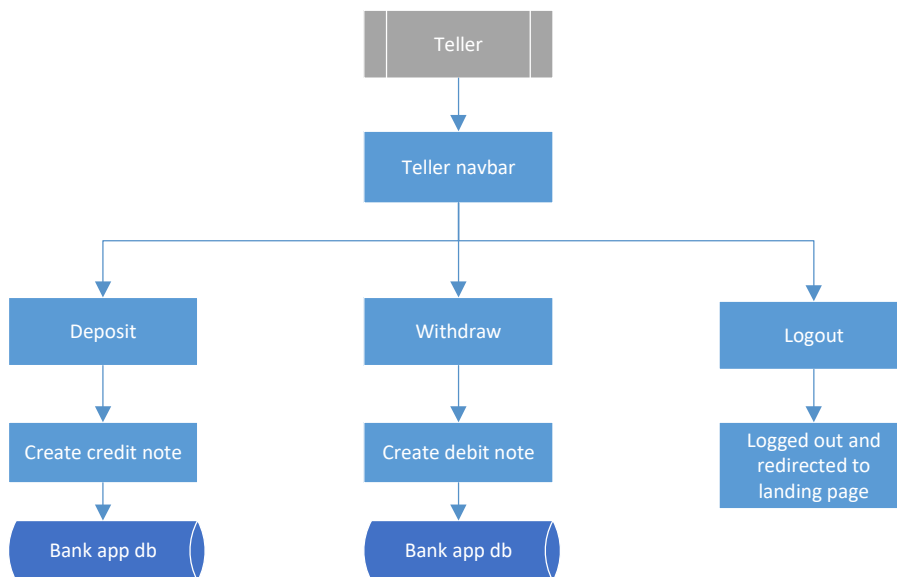 Teller
Teller navbar
Deposit
Withdraw
Logout
Create credit note
Create debit note
Logged out and
redirected to
landing page
Bank app db
Bank app db